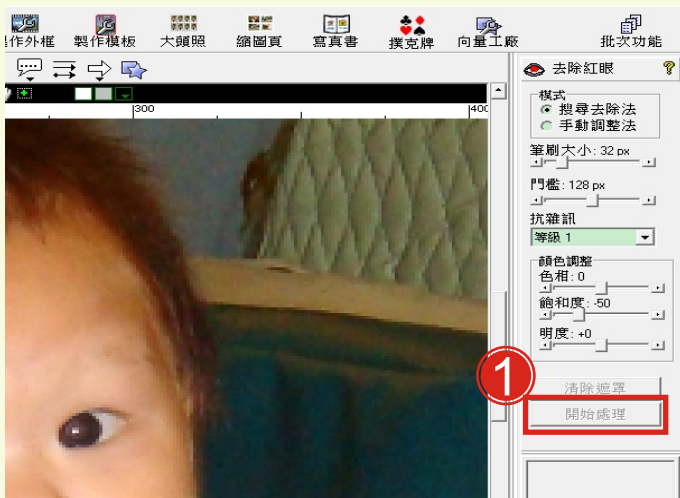 作外框 製作模板 大頭照 縮圖頁 寫真書 撲克牌 向量工廠 批次功能
去除紅眼 ?
300 400
模式
搜尋去除法
手動調整法
筆刷大小: 32 px
門檻: 128 px
抗雜訊
等級 1
顏色調整
色相: 0
飽和度: -50
明度: +0
1
清除遮罩
開始處理